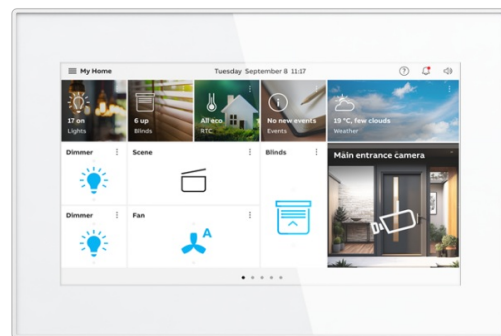 My Home
Tuesday September 8 11:17
17 on
Lights
6 up
Blinds
All eco
RTC
No new events
Events
19 °C, few clouds
Weather
Dimmer
Scene
Blinds
Main entrance camera
Dimmer
Fan
A